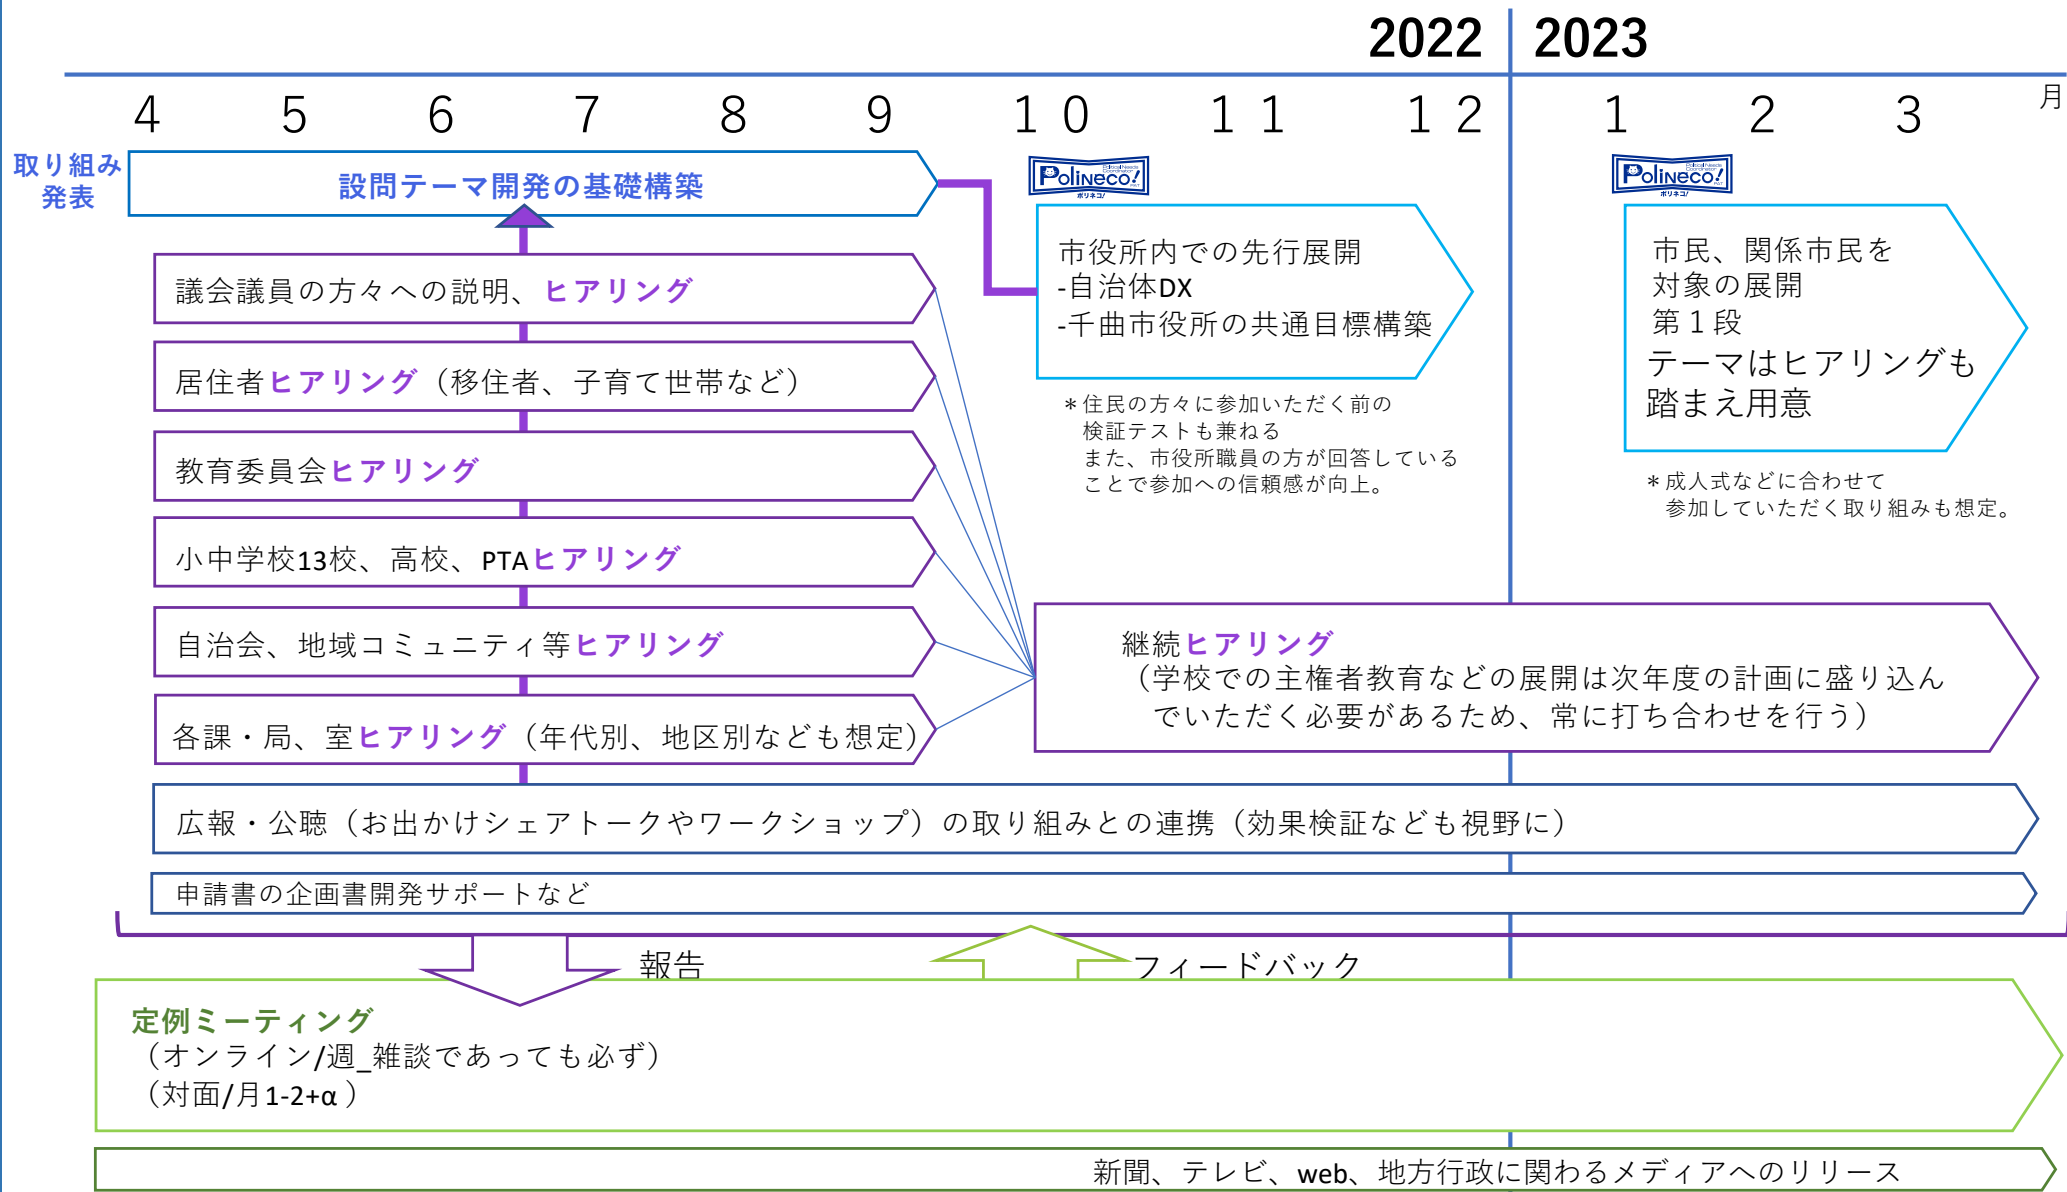 2022 2023
4 5 6 7 8 9 10 11 12 1 2 3 月
取り組み
発表
設問テーマ開発の基礎構築
議会議員の方々への説明、ヒアリング
居住者ヒアリング（移住者、子育て世帯など）
教育委員会ヒアリング
小中学校13校、高校、PTAヒアリング
自治会、地域コミュニティ等ヒアリング
各課・局、室ヒアリング（年代別、地区別なども想定）
Polineco!
ポリネコ!
市役所内での先行展開
-自治体DX
-千曲市役所の共通目標構築
＊住民の方々に参加いただく前の
検証テストも兼ねる
また、市役所職員の方が回答している
ことで参加への信頼感が向上。
Polineco!
ポリネコ!
市民、関係市民を
対象の展開
第１段
テーマはヒアリングも
踏まえ用意
＊成人式などに合わせて
参加していただく取り組みも想定。
継続ヒアリング
（学校での主権者教育などの展開は次年度の計画に盛り込ん
でいただく必要があるため、常に打ち合わせを行う）
広報・公聴（お出かけシェアトークやワークショップ）の取り組みとの連携（効果検証なども視野に）
申請書の企画書開発サポートなど
報告
フィードバック
定例ミーティング
（オンライン/週_雑談であっても必ず）
（対面/月1-2+α）
新聞、テレビ、web、地方行政に関わるメディアへのリリース